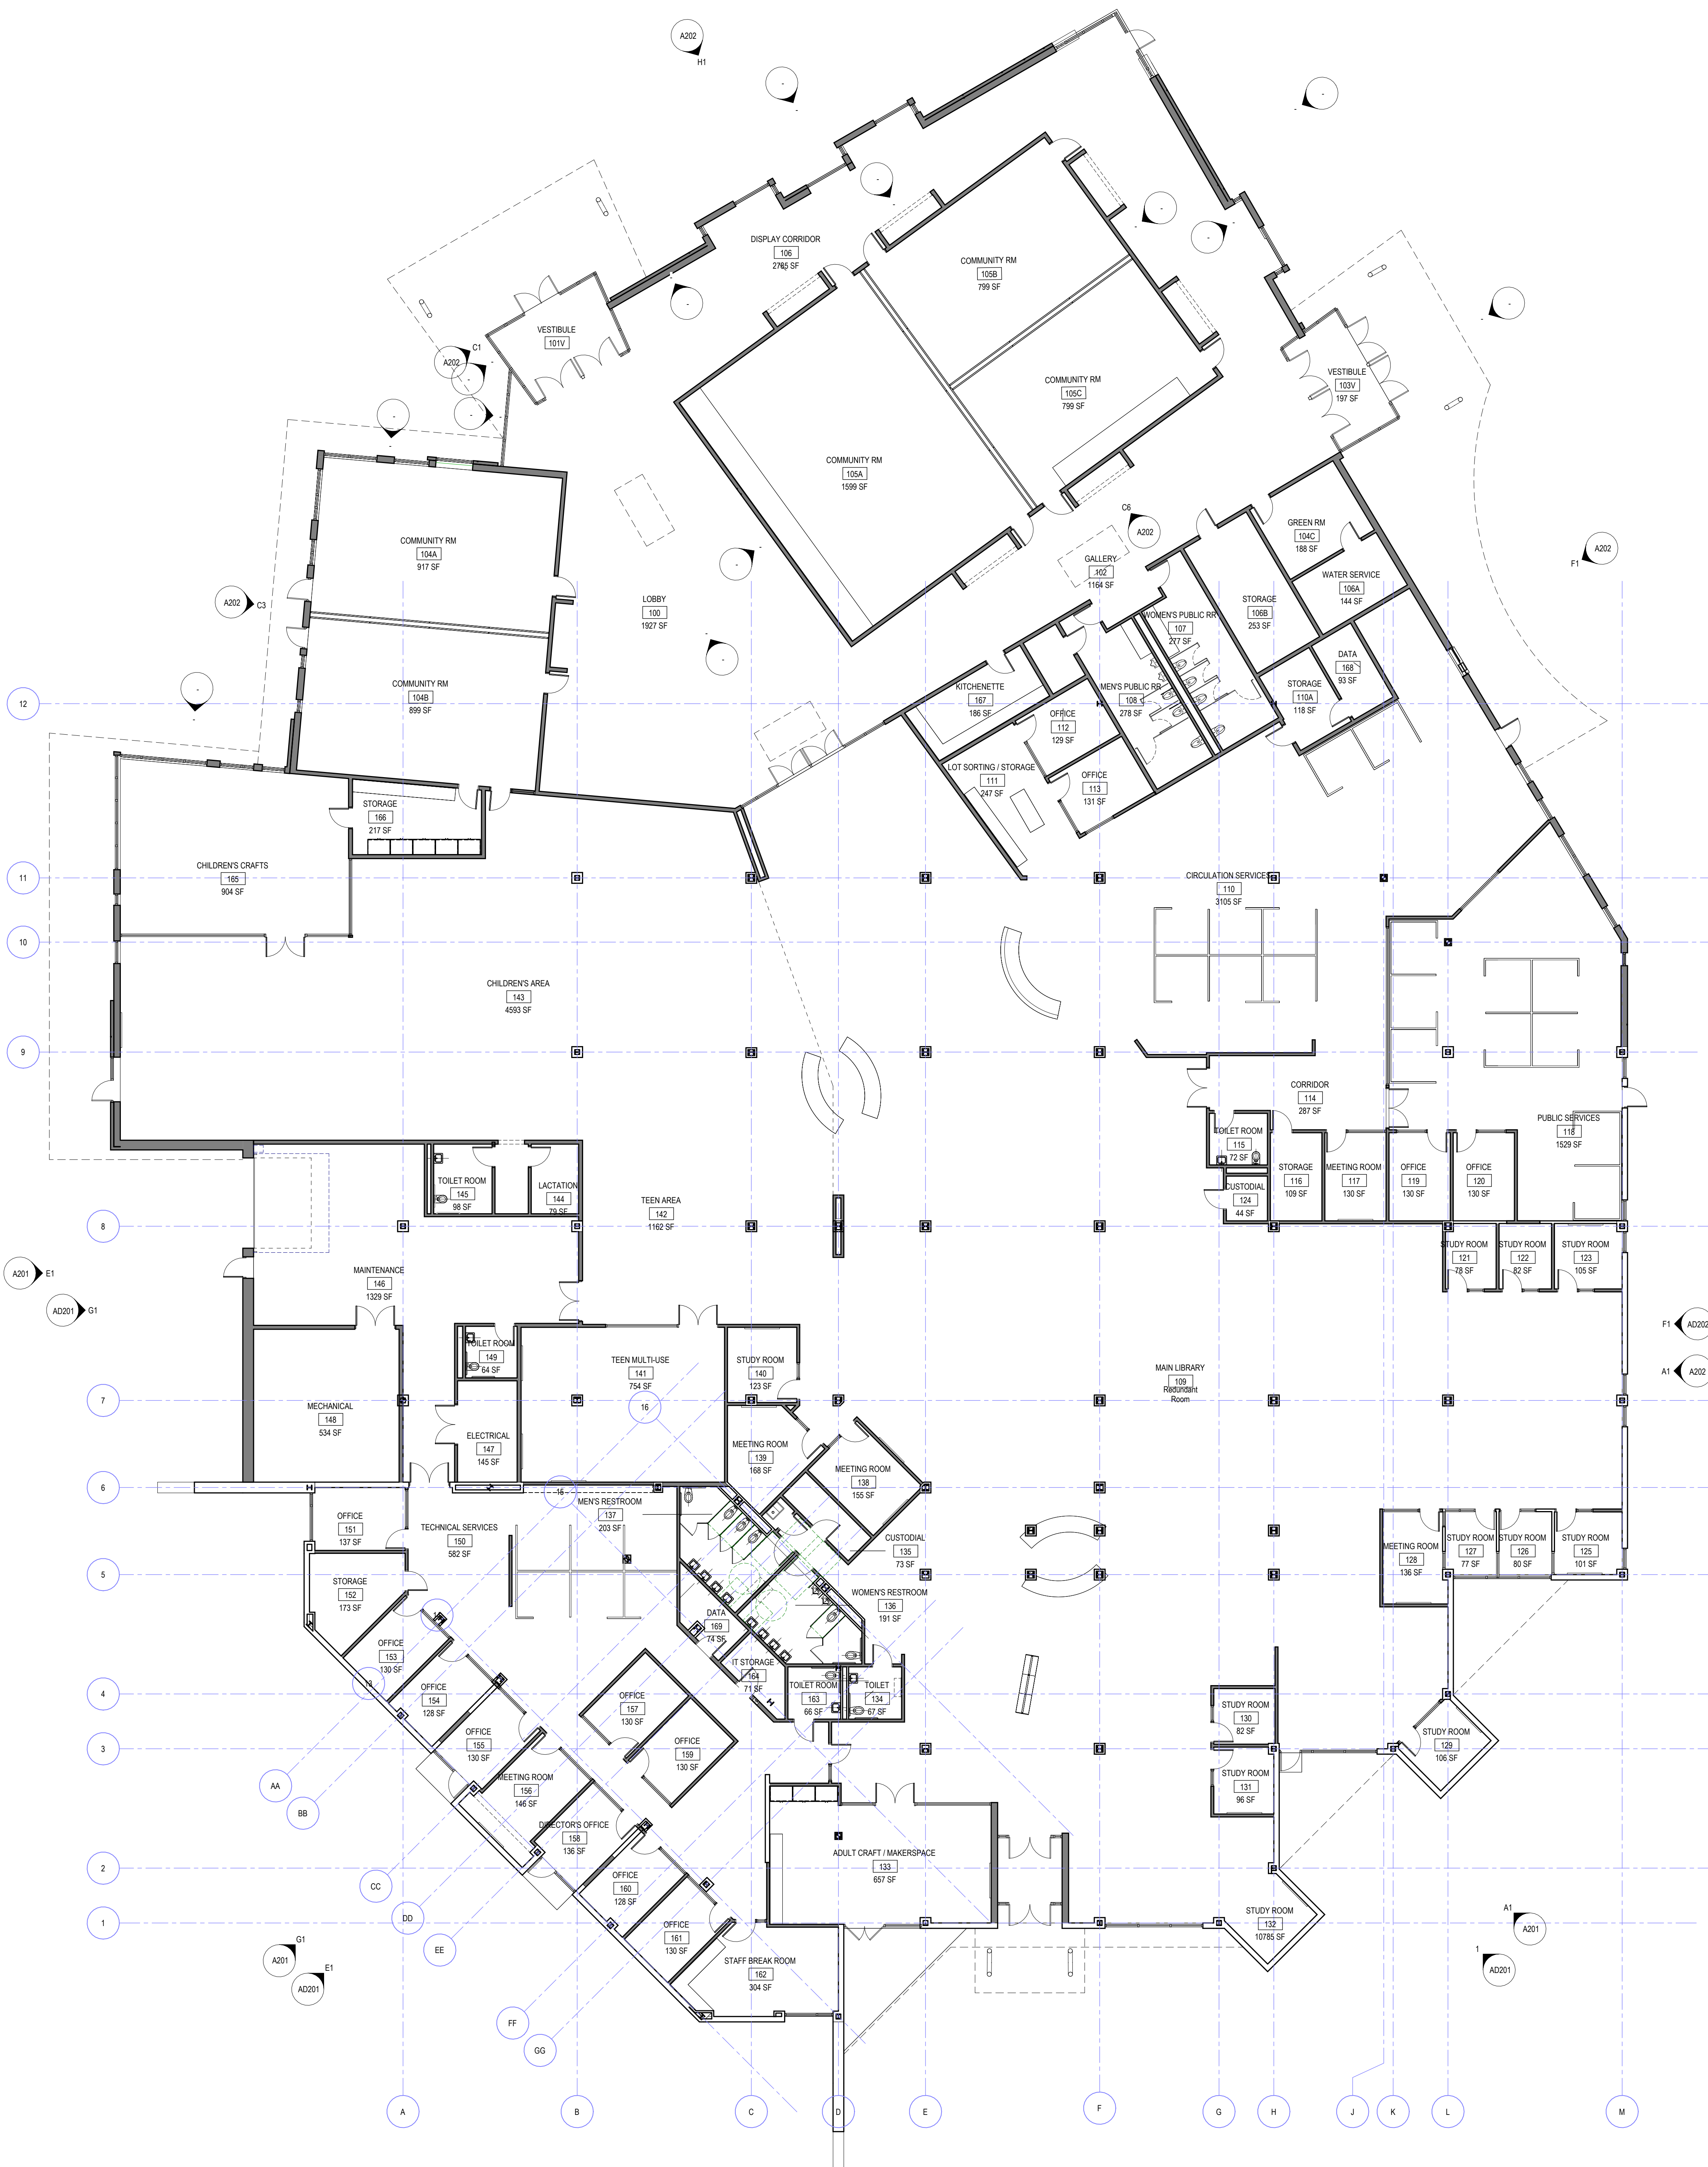 A202
H1
-
-
-
-
-
-
-
-
-
-
DISPLAY CORRIDOR
106
2785 SF
COMMUNITY RM
105B
799 SF
VESTIBULE
101V
C1
A202
-
-
-
-
-
-
COMMUNITY RM
105C
799 SF
VESTIBULE
103V
197 SF
-
-
COMMUNITY RM
105A
1599 SF
COMMUNITY RM
104A
917 SF
C6
A202
GREEN RM
104C
188 SF
A202
F1
GALLERY
102
1164 SF
WATER SERVICE
106A
144 SF
A202
C3
LOBBY
100
1927 SF
STORAGE
106B
253 SF
WOMEN'S PUBLIC RR
107
277 SF
DATA
168
93 SF
COMMUNITY RM
104B
899 SF
KITCHENETTE
167
186 SF
MEN'S PUBLIC RR
108
278 SF
STORAGE
110A
118 SF
12
OFFICE
112
129 SF
LOT SORTING / STORAGE
111
247 SF
OFFICE
113
131 SF
STORAGE
166
217 SF
CHILDREN'S CRAFTS
165
904 SF
11
CIRCULATION SERVICES
110
3105 SF
10
CHILDREN'S AREA
143
4593 SF
9
CORRIDOR
114
287 SF
PUBLIC SERVICES
118
1529 SF
TOILET ROOM
115
72 SF
STORAGE
116
109 SF
MEETING ROOM
117
130 SF
OFFICE
119
130 SF
OFFICE
120
130 SF
TOILET ROOM
145
98 SF
LACTATION
144
79 SF
CUSTODIAL
124
44 SF
TEEN AREA
142
1162 SF
8
STUDY ROOM
121
78 SF
STUDY ROOM
122
82 SF
STUDY ROOM
123
105 SF
A201
E1
MAINTENANCE
146
1329 SF
AD201
G1
F1
AD202
TOILET ROOM
149
64 SF
TEEN MULTI-USE
141
754 SF
STUDY ROOM
140
123 SF
MAIN LIBRARY
109
Redundant
Room
A1
A202
7
MECHANICAL
148
534 SF
16
ELECTRICAL
147
145 SF
MEETING ROOM
139
168 SF
MEETING ROOM
138
155 SF
6
15
OFFICE
151
137 SF
TECHNICAL SERVICES
150
582 SF
MEN'S RESTROOM
137
203 SF
CUSTODIAL
135
73 SF
MEETING ROOM
128
136 SF
STUDY ROOM
127
77 SF
STUDY ROOM
126
80 SF
STUDY ROOM
125
101 SF
5
STORAGE
152
173 SF
WOMEN'S RESTROOM
136
191 SF
DATA
169
74 SF
OFFICE
153
130 SF
13
IT STORAGE
164
71 SF
OFFICE
154
128 SF
TOILET ROOM
163
66 SF
TOILET
134
67 SF
4
OFFICE
157
130 SF
STUDY ROOM
130
82 SF
STUDY ROOM
129
106 SF
3
OFFICE
155
130 SF
OFFICE
159
130 SF
AA
MEETING ROOM
156
146 SF
STUDY ROOM
131
96 SF
BB
DIRECTOR'S OFFICE
158
136 SF
ADULT CRAFT / MAKERSPACE
133
657 SF
2
CC
OFFICE
160
128 SF
DD
STUDY ROOM
132
10785 SF
1
A1
A201
OFFICE
161
130 SF
EE
G1
A201
STAFF BREAK ROOM
162
304 SF
1
AD201
E1
AD201
FF
GG
A
B
C
D
E
F
G
H
J
K
L
M